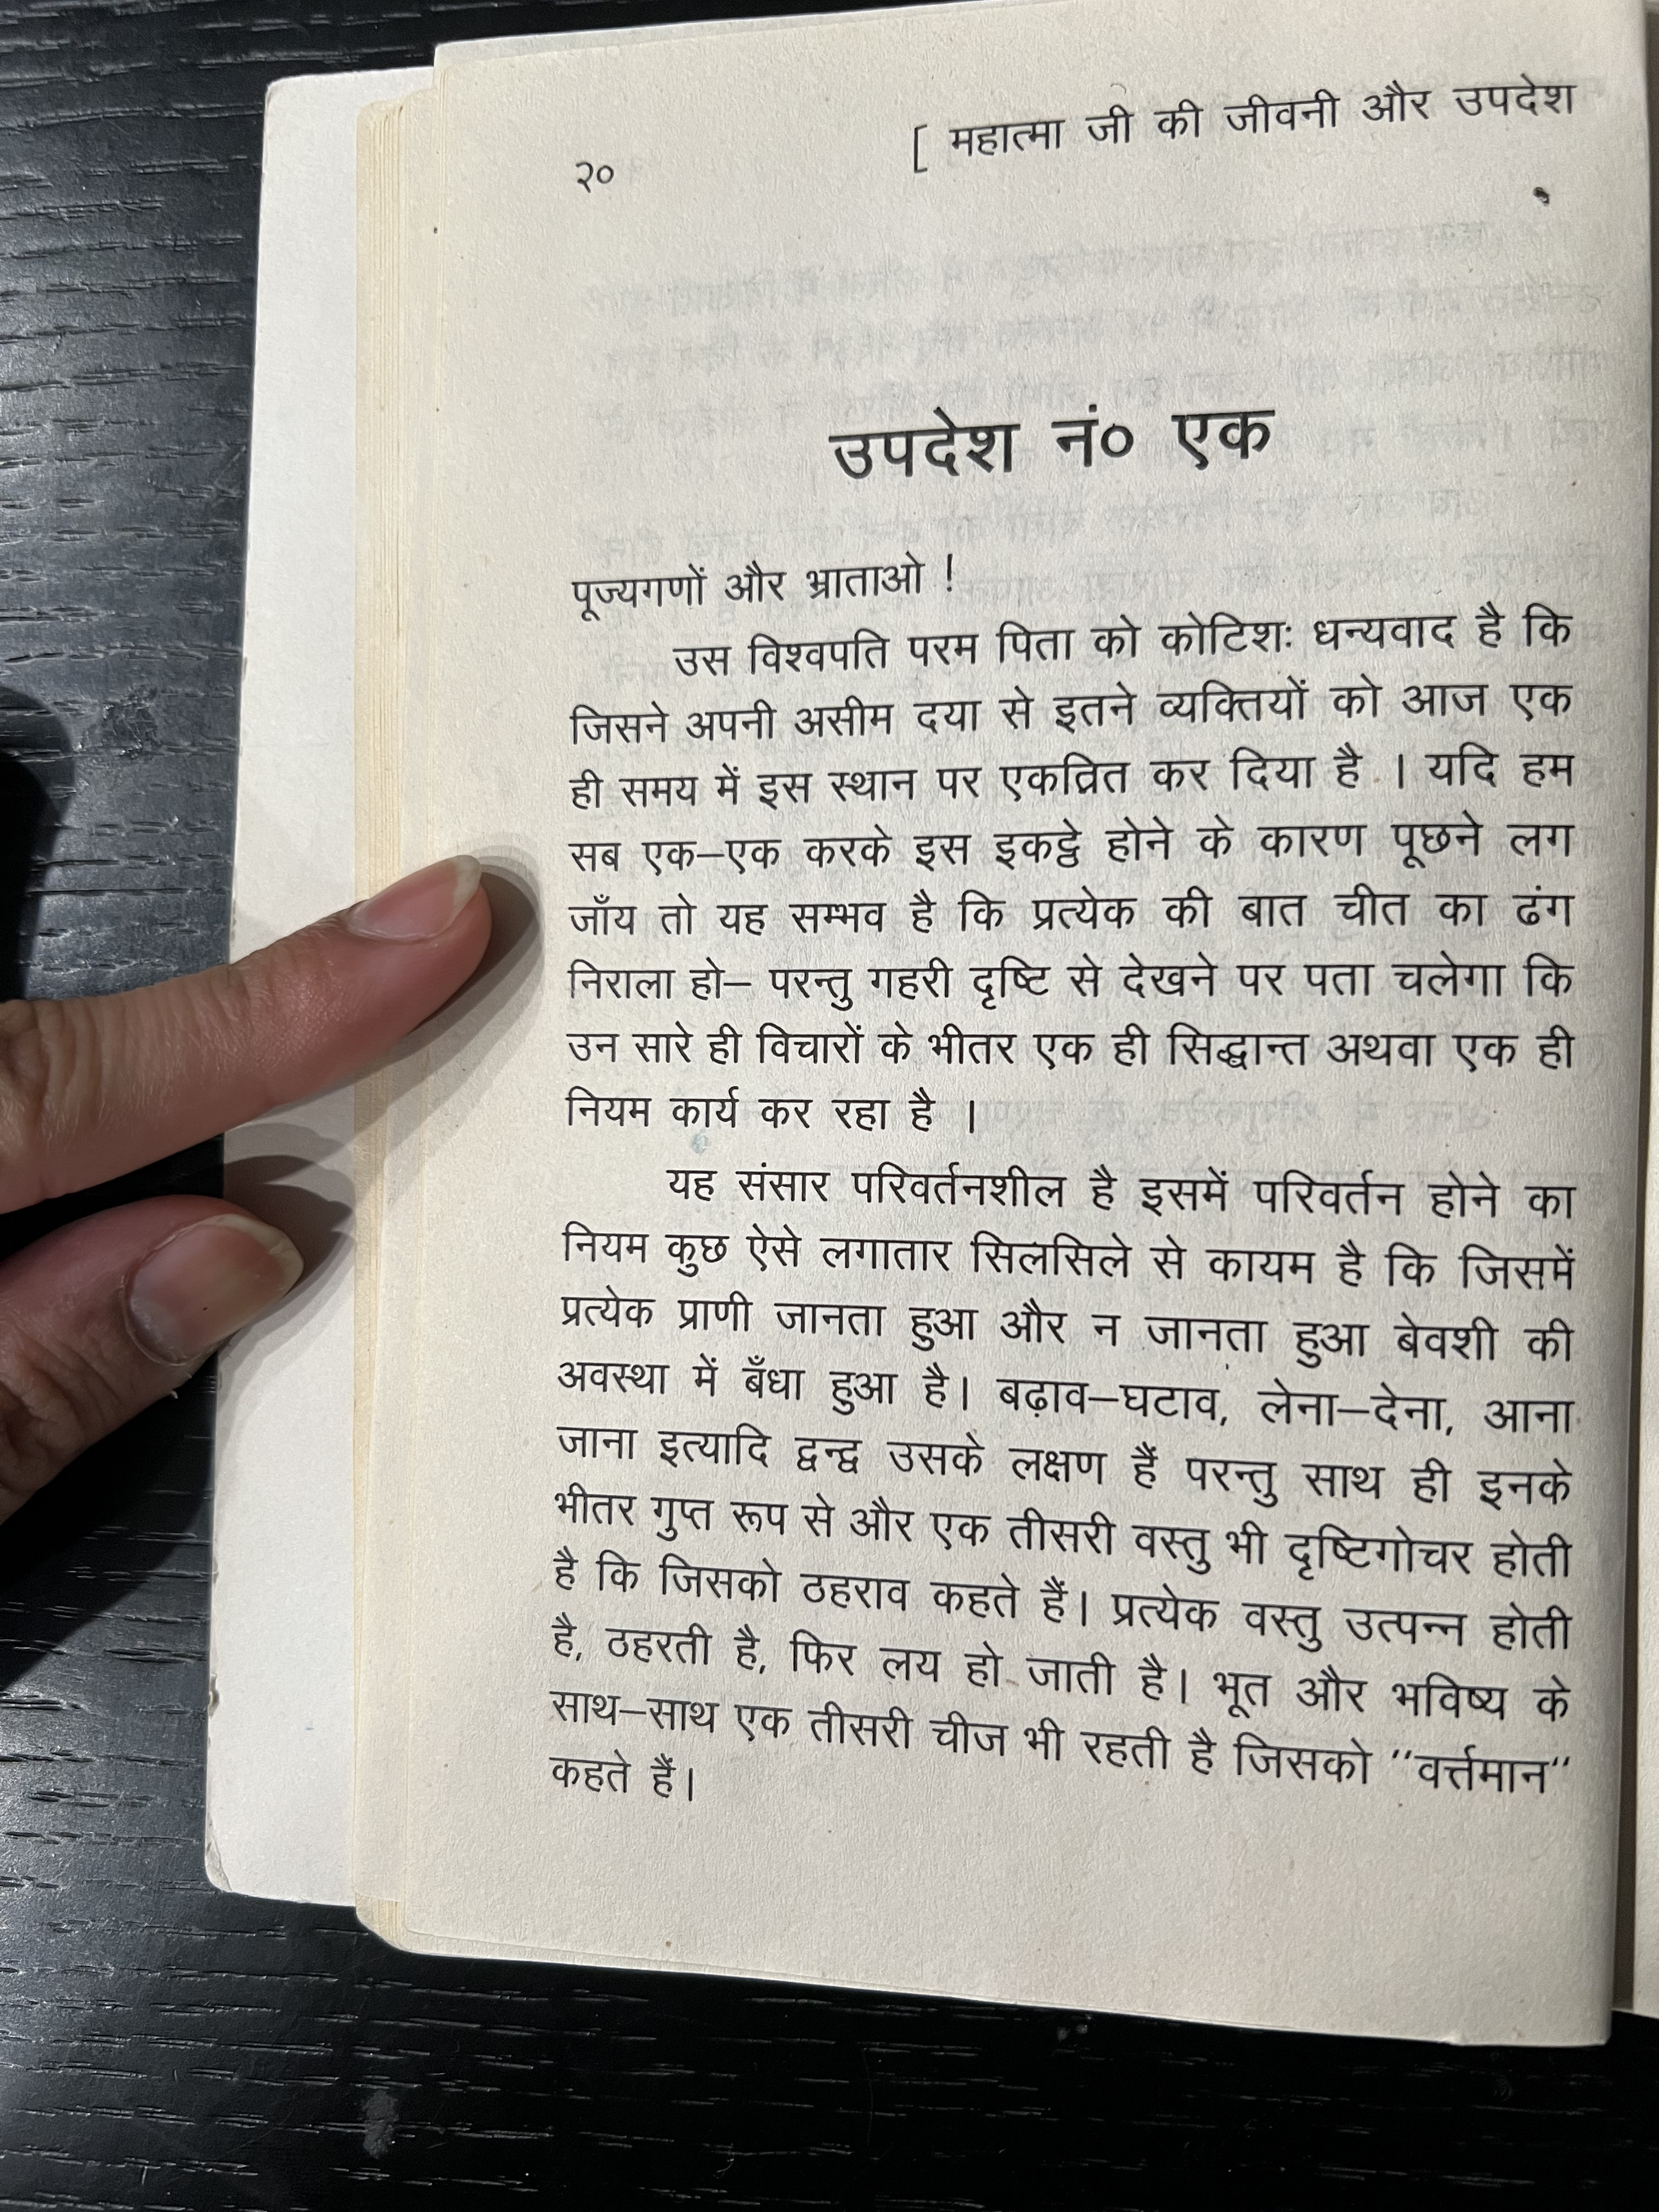 २० [ महात्मा जी की जीवनी और उपदेश
उपदेश नं० एक
पूज्यगणों और भ्राताओ !
उस विश्वपति परम पिता को कोटिशः धन्यवाद है कि
जिसने अपनी असीम दया से इतने व्यक्तियों को आज एक
ही समय में इस स्थान पर एकत्रित कर दिया है । यदि हम
सब एक–एक करके इस इकट्ठे होने के कारण पूछने लग
जाँय तो यह सम्भव है कि प्रत्येक की बात चीत का ढंग
निराला हो– परन्तु गहरी दृष्टि से देखने पर पता चलेगा कि
उन सारे ही विचारों के भीतर एक ही सिद्धान्त अथवा एक ही
नियम कार्य कर रहा है ।
यह संसार परिवर्तनशील है इसमें परिवर्तन होने का
नियम कुछ ऐसे लगातार सिलसिले से कायम है कि जिसमें
प्रत्येक प्राणी जानता हुआ और न जानता हुआ बेवशी की
अवस्था में बँधा हुआ है। बढ़ाव–घटाव, लेना–देना, आना
जाना इत्यादि द्वन्द्व उसके लक्षण हैं परन्तु साथ ही इनके
भीतर गुप्त रूप से और एक तीसरी वस्तु भी दृष्टिगोचर होती
है कि जिसको ठहराव कहते हैं। प्रत्येक वस्तु उत्पन्न होती
है, ठहरती है, फिर लय हो जाती है। भूत और भविष्य के
साथ–साथ एक तीसरी चीज भी रहती है जिसको ''वर्त्तमान''
कहते हैं।